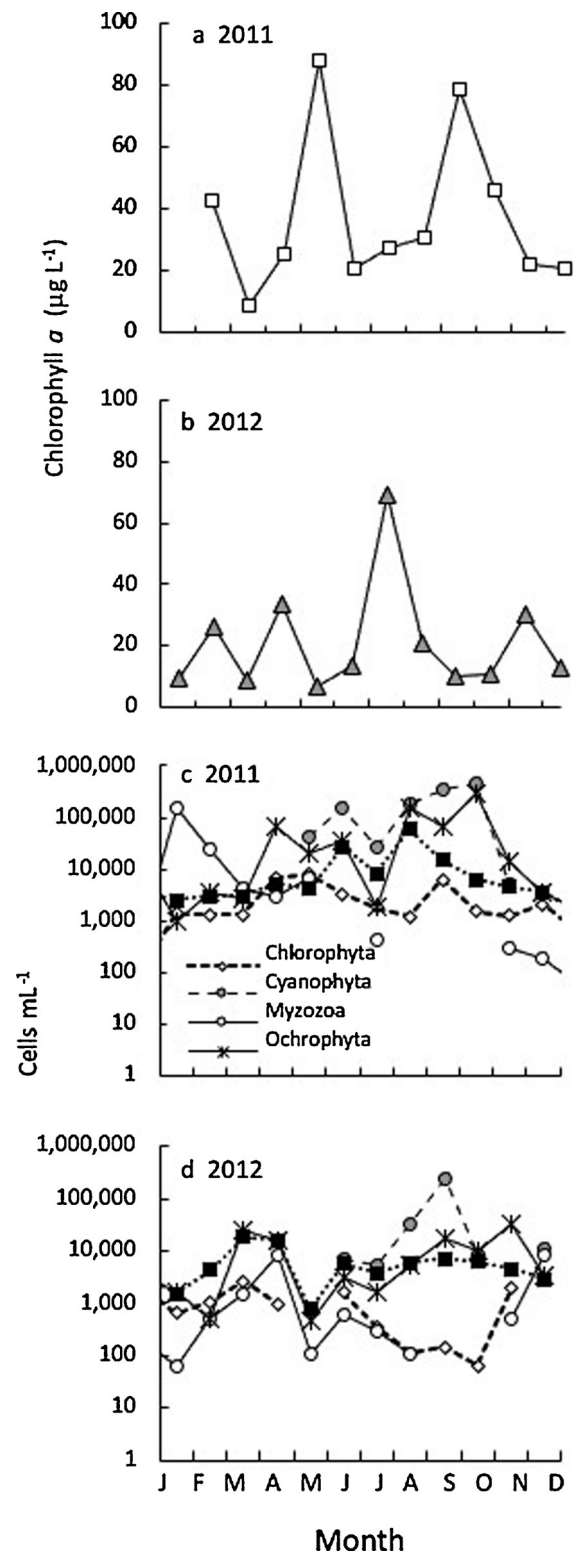 a 2011
100
80
60
40
20
0
Chlorophyll a (µg L-1)
b 2012
100
80
60
40
20
0
c 2011
1,000,000
100,000
10,000
1,000
100
10
1
Chlorophyta
Cyanophyta
Myzozoa
Ochrophyta
Cells mL-1
d 2012
1,000,000
100,000
10,000
1,000
100
10
1
J F M A M J J A S O N D
Month